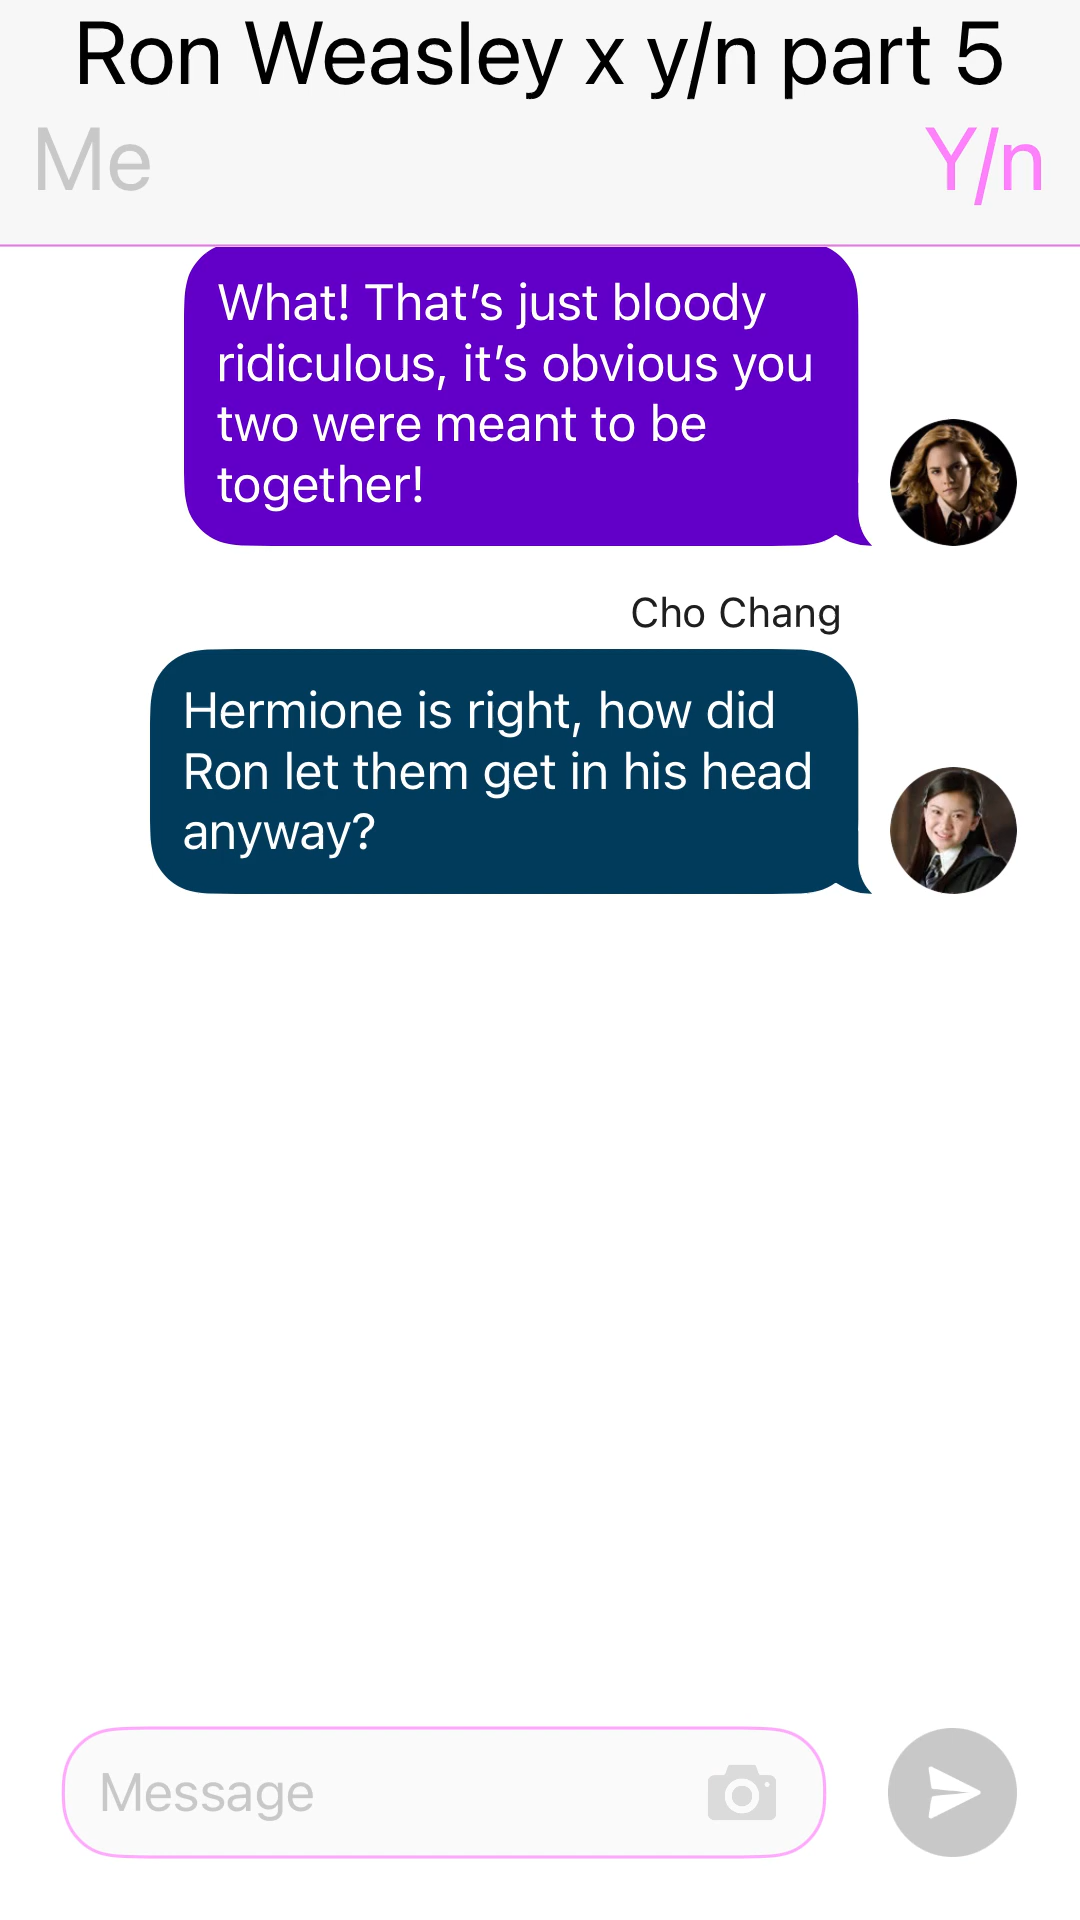 Ron Weasley x y/n part 5
Me Y/n
What! That’s just bloody
ridiculous, it’s obvious you
two were meant to be
together!
Cho Chang
Hermione is right, how did
Ron let them get in his head
anyway?
Message